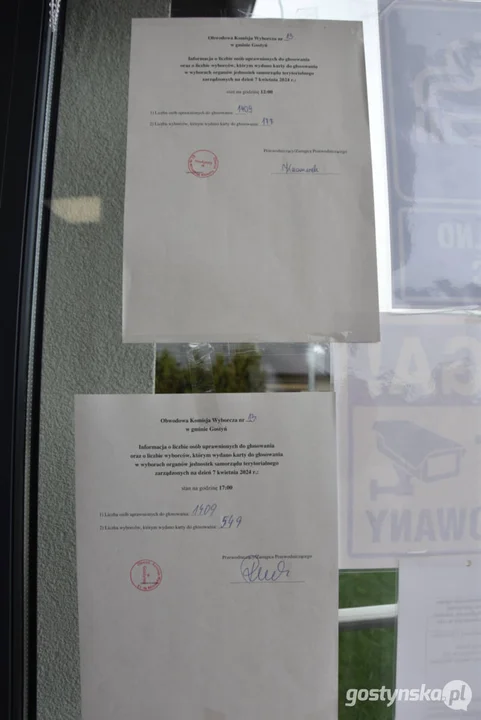 Obwodowa Komisja Wyborcza nr
w gminie Gostyń
Informacja o liczbie osób uprawnionych do głosowania
oraz o liczbie wyborców, którym wydano karty do głosowania
w wyborach organów jednostek samorządu terytorialnego
zarządzonych na dzień 7 kwietnia 2024 r.:
stan na godzinę 12:00
1) Liczba osób uprawnionych do głosowania: 1409
2) Liczba wyborców, którym wydano karty do głosowania:
Przewodniczącego
Obwodowa Komisja Wyborcza nr
w gminie Gostyń
Informacja o liczbie osób uprawnionych do głosowania
oraz o liczbie wyborców, którym wydano karty do głosowania
w wyborach organów jednostek samorządu terytorialnego
zarządzonych na dzień 7 kwietnia 2024 r.:
stan na godzinę 17:00
1) Liczba osób uprawnionych do głosowania: 1409
2) Liczba wyborców, którym wydano karty do głosowania: 549
Przewodniczącego
gostynska.pl